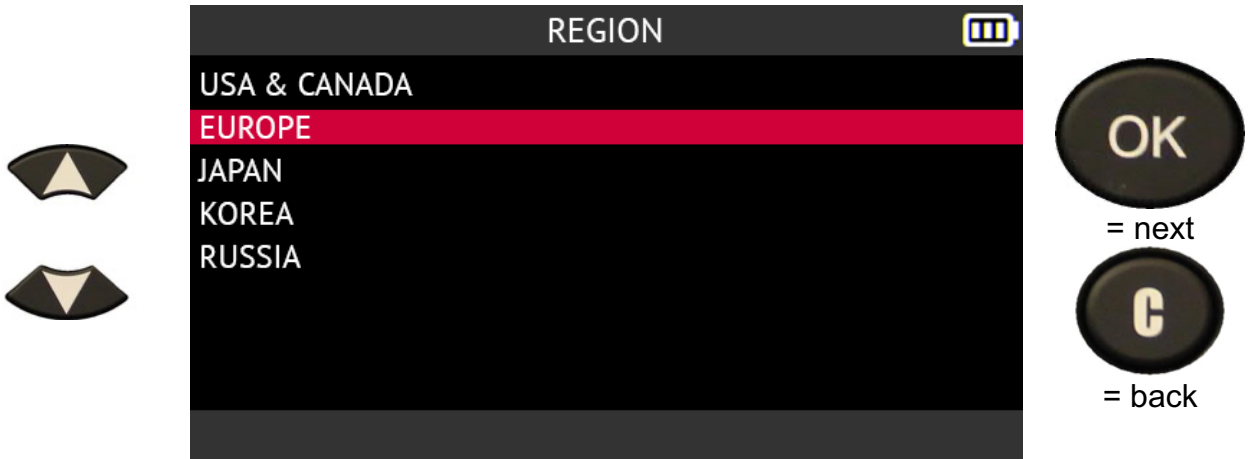 REGION
USA & CANADA
EUROPE
JAPAN
KOREA
RUSSIA
OK
= next
C
= back